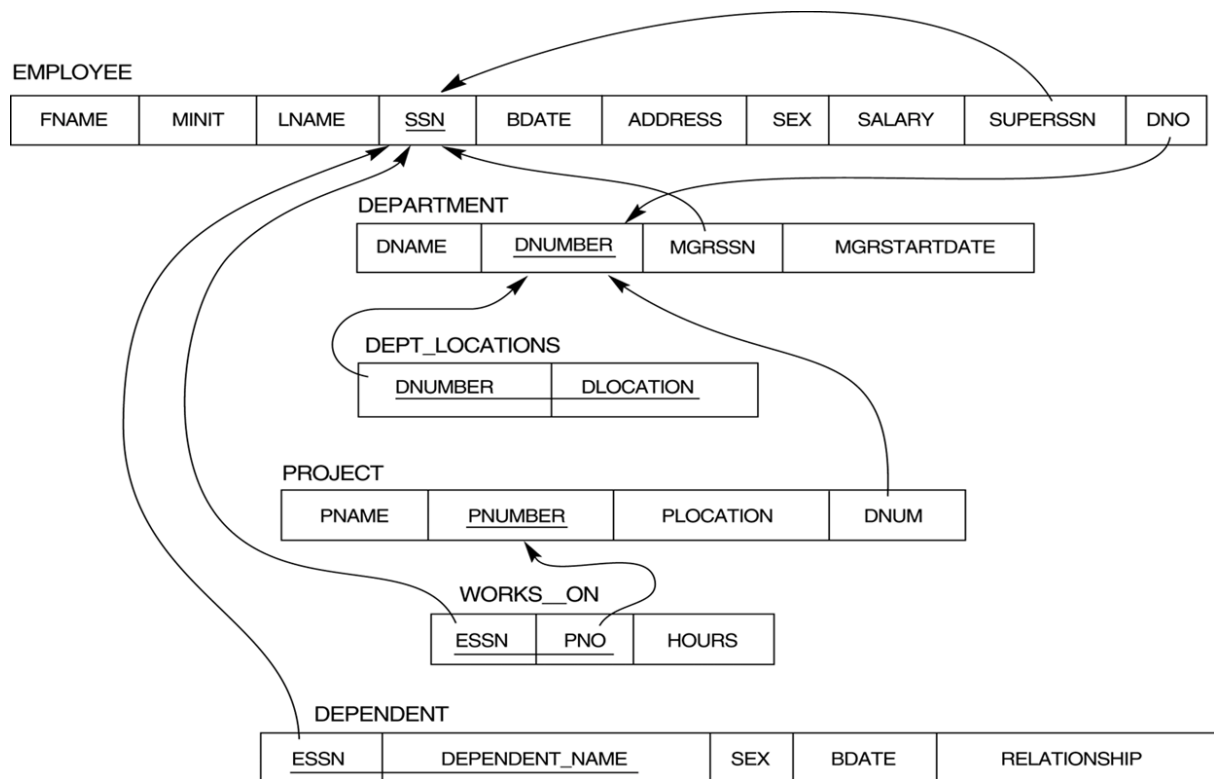 EMPLOYEE
FNAME MINIT LNAME SSN BDATE ADDRESS SEX SALARY SUPERSSN DNO
DEPARTMENT
DNAME DNUMBER MGRSSN MGRSTARTDATE
DEPT_LOCATIONS
DNUMBER DLOCATION
PROJECT
PNAME PNUMBER PLOCATION DNUM
WORKS__ON
ESSN PNO HOURS
DEPENDENT
ESSN DEPENDENT_NAME SEX BDATE RELATIONSHIP